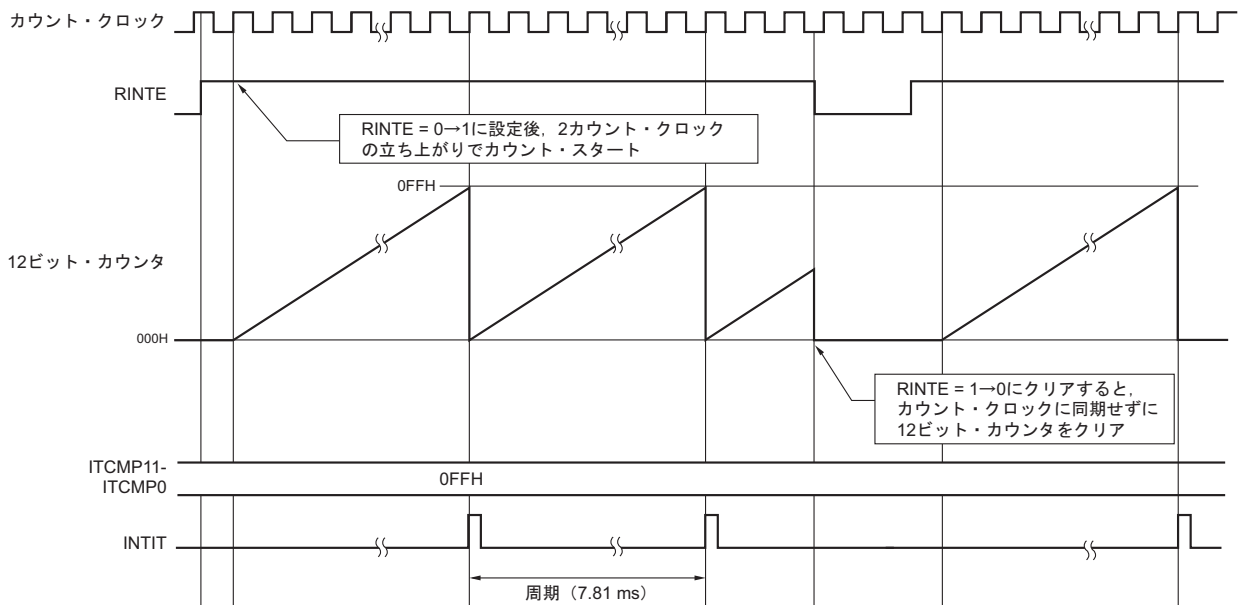 カウント・クロック
RINTE
RINTE = 0→1に設定後，2カウント・クロック
の立ち上がりでカウント・スタート
0FFH
12ビット・カウンタ
000H
RINTE = 1→0にクリアすると，
カウント・クロックに同期せずに
12ビット・カウンタをクリア
ITCMP11-
ITCMP0
0FFH
INTIT
周期（7.81 ms）